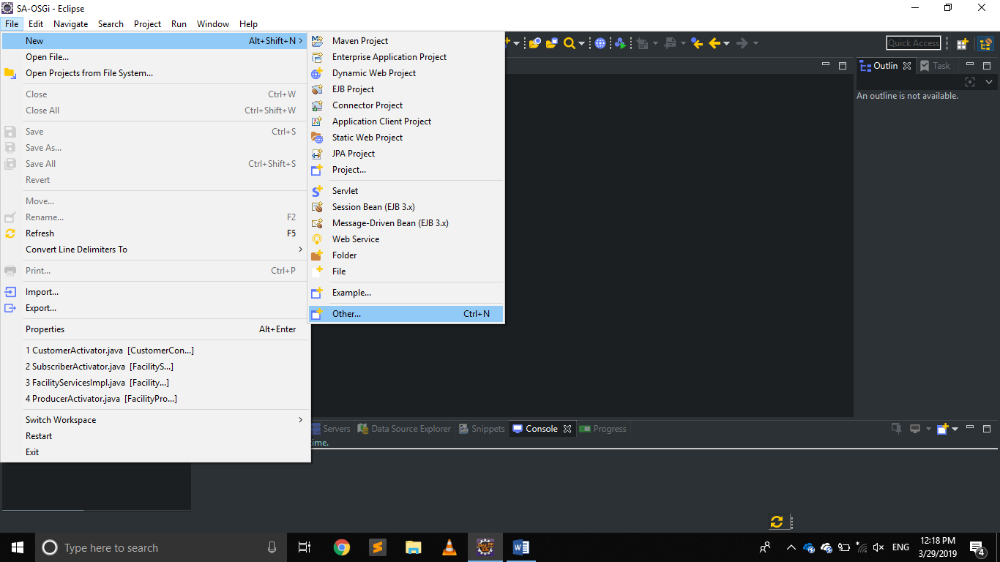 SA-OSGi - Eclipse
File Edit Navigate Search Project Run Window Help
New Alt+Shift+N
Open File...
Open Projects from File System...
Close Ctrl+W
Close All Ctrl+Shift+W
Save Ctrl+S
Save As...
Save All Ctrl+Shift+S
Revert
Move...
Rename... F2
Refresh F5
Convert Line Delimiters To
Print... Ctrl+P
Import...
Export...
Properties Alt+Enter
1 CustomerActivator.java [CustomerCon...]
2 SubscriberActivator.java [FacilityS...]
3 FacilityServicesImpl.java [Facility...]
4 ProducerActivator.java [FacilityPro...]
Switch Workspace
Restart
Exit
Maven Project
Enterprise Application Project
Dynamic Web Project
EJB Project
Connector Project
Application Client Project
Static Web Project
JPA Project
Project...
Servlet
Session Bean (EJB 3.x)
Message-Driven Bean (EJB 3.x)
Web Service
Folder
File
Example...
Other... Ctrl+N
Quick Access
Outlin Task
An outline is not available.
Servers Data Source Explorer Snippets Console Progress
ime.
Type here to search
ENG
12:18 PM
3/29/2019
4